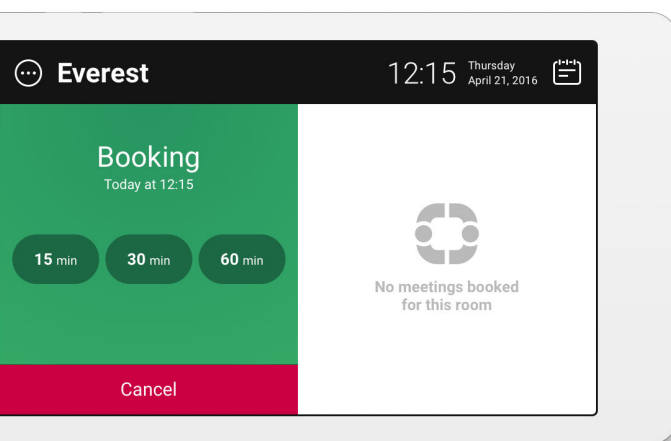 Everest
12:15
Thursday
April 21, 2016
Booking
Today at 12:15
15 min
30 min
60 min
Cancel
No meetings booked
for this room